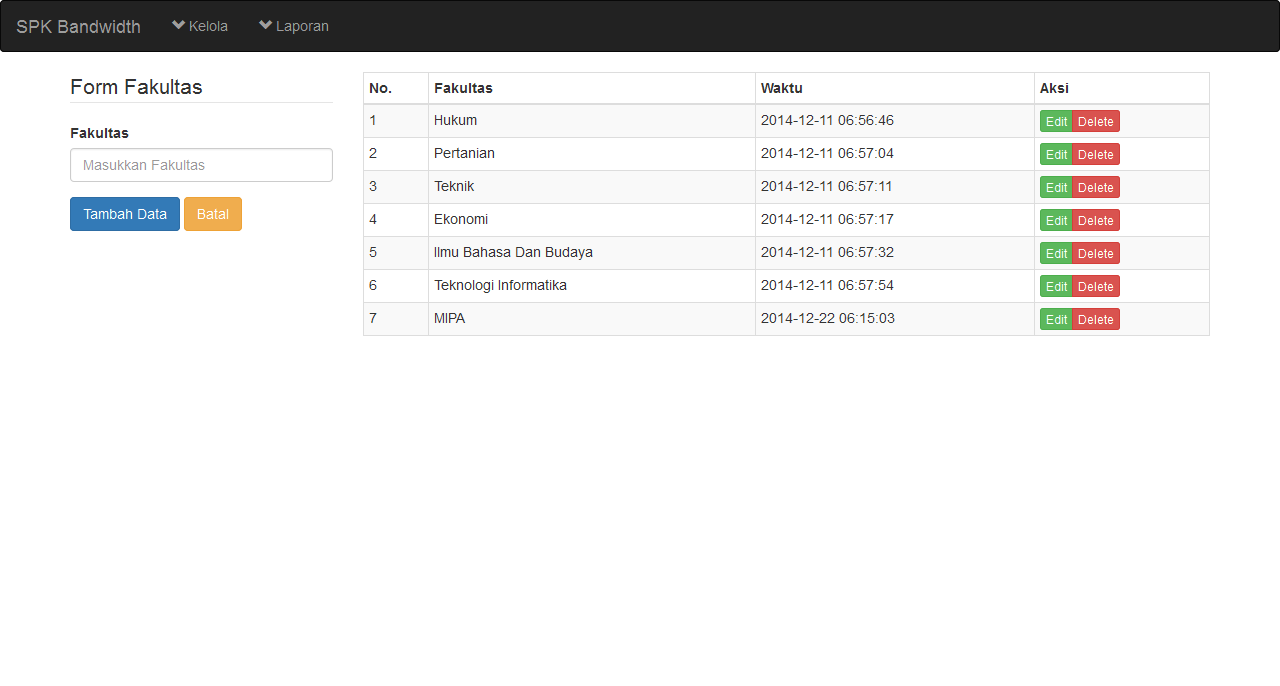 SPK Bandwidth Kelola Laporan
Form Fakultas
Fakultas
Masukkan Fakultas
Tambah Data Batal
No. Fakultas Waktu Aksi
1 Hukum 2014-12-11 06:56:46 Edit Delete
2 Pertanian 2014-12-11 06:57:04 Edit Delete
3 Teknik 2014-12-11 06:57:11 Edit Delete
4 Ekonomi 2014-12-11 06:57:17 Edit Delete
5 Ilmu Bahasa Dan Budaya 2014-12-11 06:57:32 Edit Delete
6 Teknologi Informatika 2014-12-11 06:57:54 Edit Delete
7 MIPA 2014-12-22 06:15:03 Edit Delete